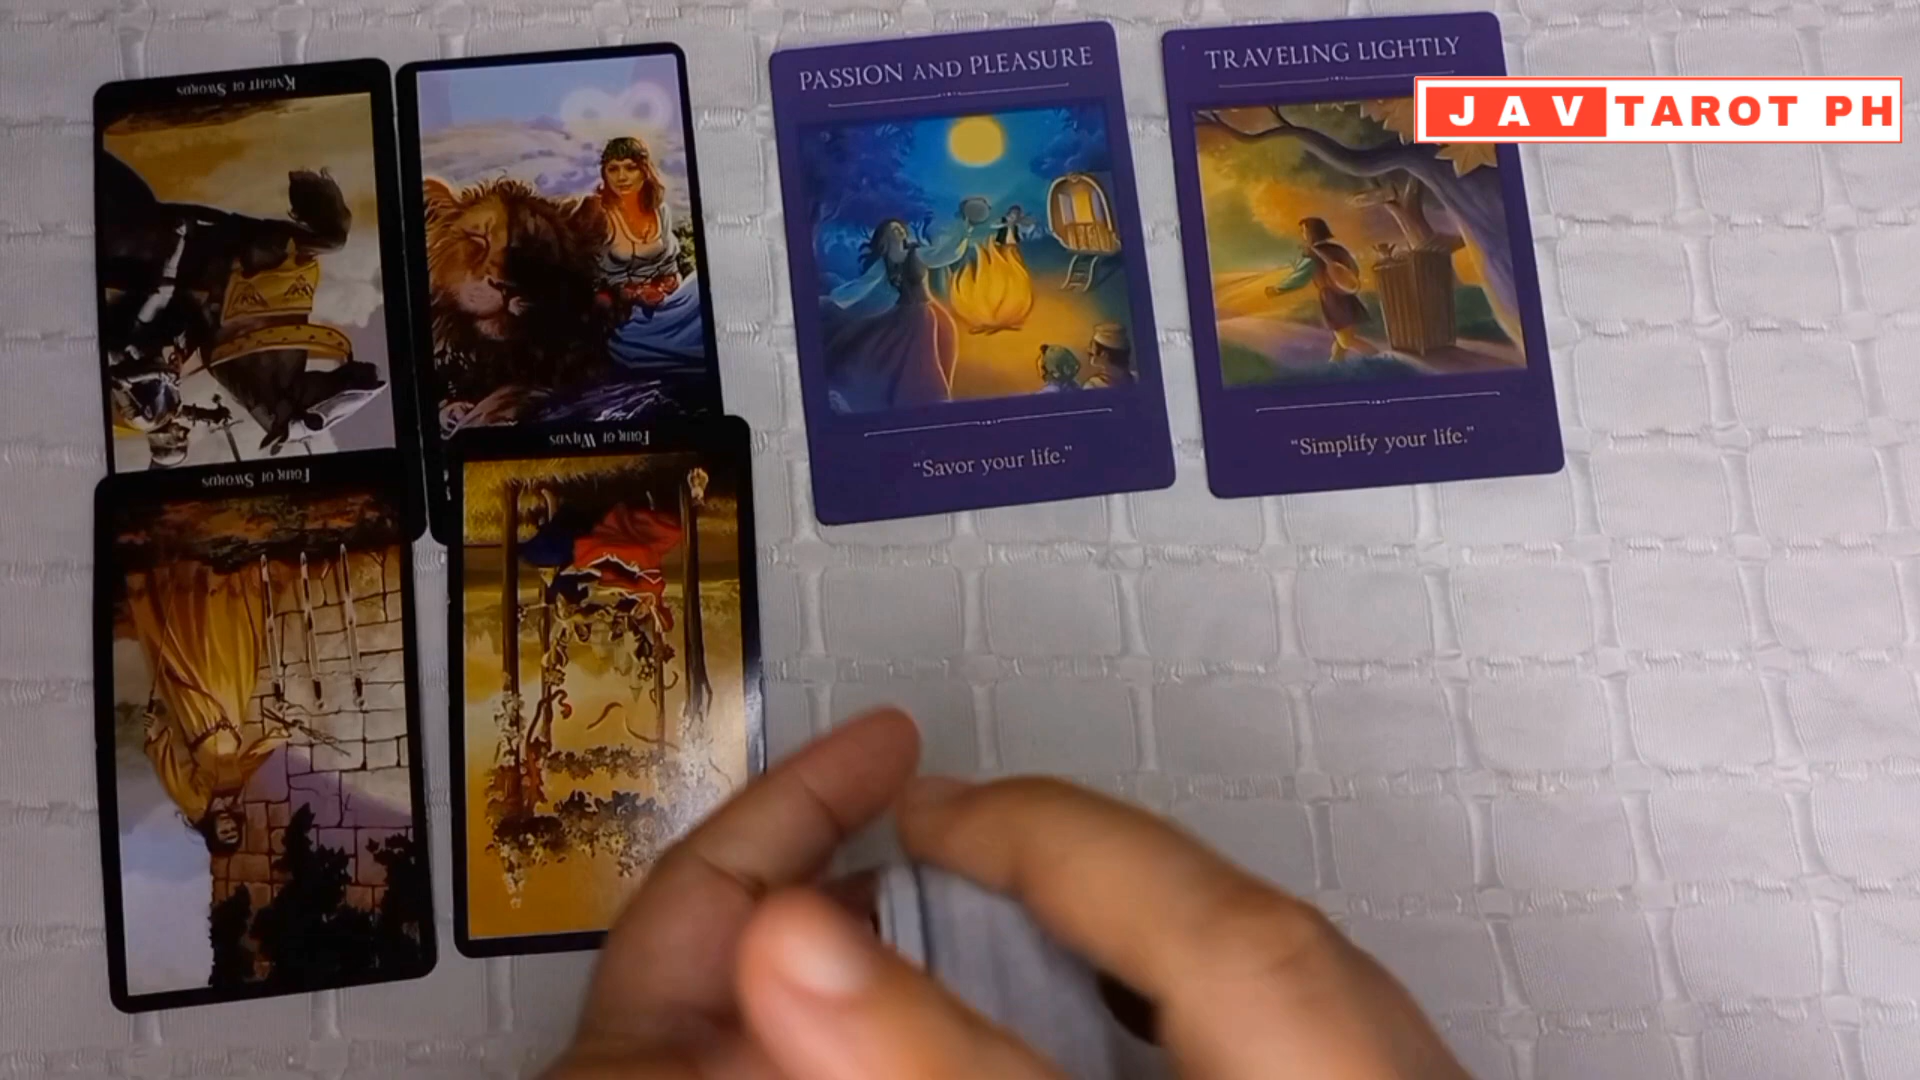 KNIGHT OF SWORDS
PASSION AND PLEASURE
TRAVELING LIGHTLY
JAV TAROT PH
"Savor your life."
"Simplify your life."
FOUR OF SWORDS
FOUR OF WANDS